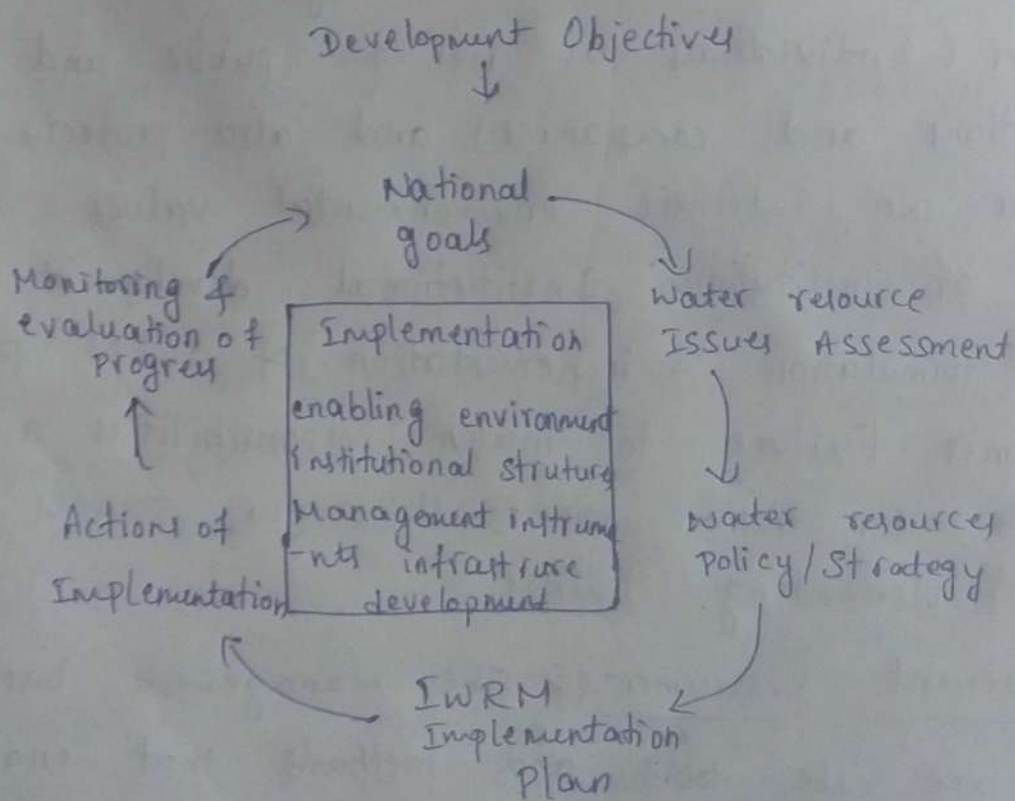 Development Objectives
National
goals
Water resource
Issues Assessment
Water resources
Policy/Strategy
IWRM
Implementation
Plan
Actions of
Implementation
Monitoring &
evaluation of
Progress
Implementation
enabling environment
institutional struture
Management instrum
-nts infrastrure
development